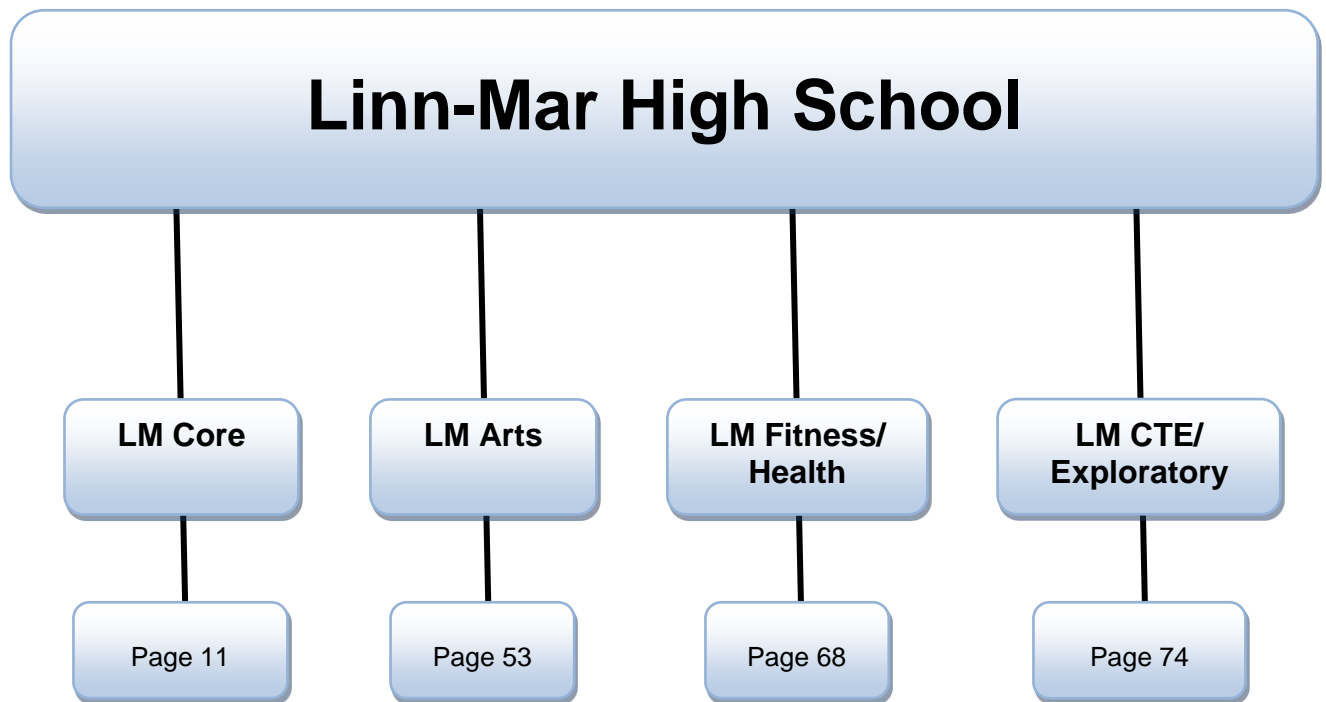 Linn-Mar High School
LM Core
LM Arts
LM Fitness/
Health
LM CTE/
Exploratory
Page 11
Page 53
Page 68
Page 74